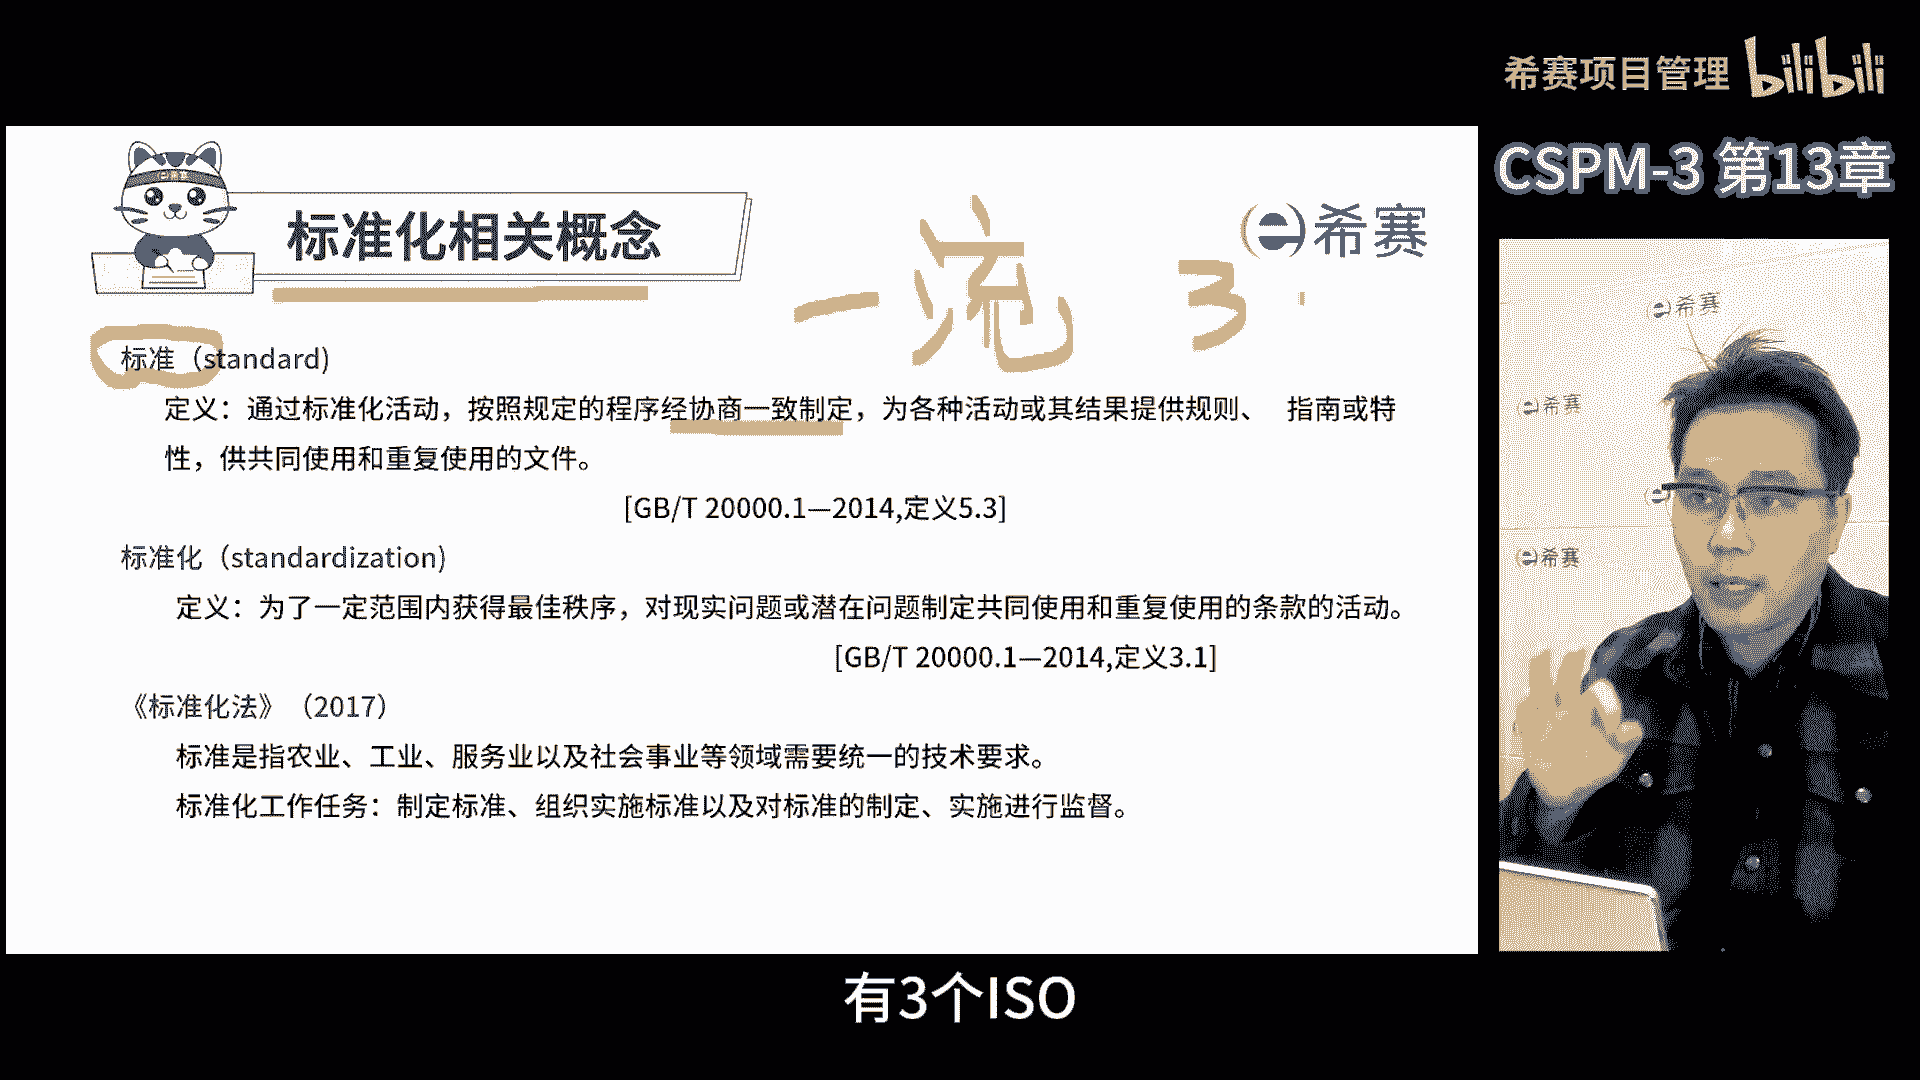 希赛项目管理 bilibili
CSPM-3 第13章
希赛
标准化相关概念
e希赛
一流 3
标准（standard)
定义：通过标准化活动，按照规定的程序经协商一致制定，为各种活动或其结果提供规则、 指南或特
性，供共同使用和重复使用的文件。
[GB/T 20000.1—2014,定义5.3]
标准化（standardization)
定义：为了一定范围内获得最佳秩序，对现实问题或潜在问题制定共同使用和重复使用的条款的活动。
[GB/T 20000.1—2014,定义3.1]
《标准化法》（2017）
标准是指农业、工业、服务业以及社会事业等领域需要统一的技术要求。
标准化工作任务：制定标准、组织实施标准以及对标准的制定、实施进行监督。
e希赛
e希赛
e
e希赛
有3个ISO